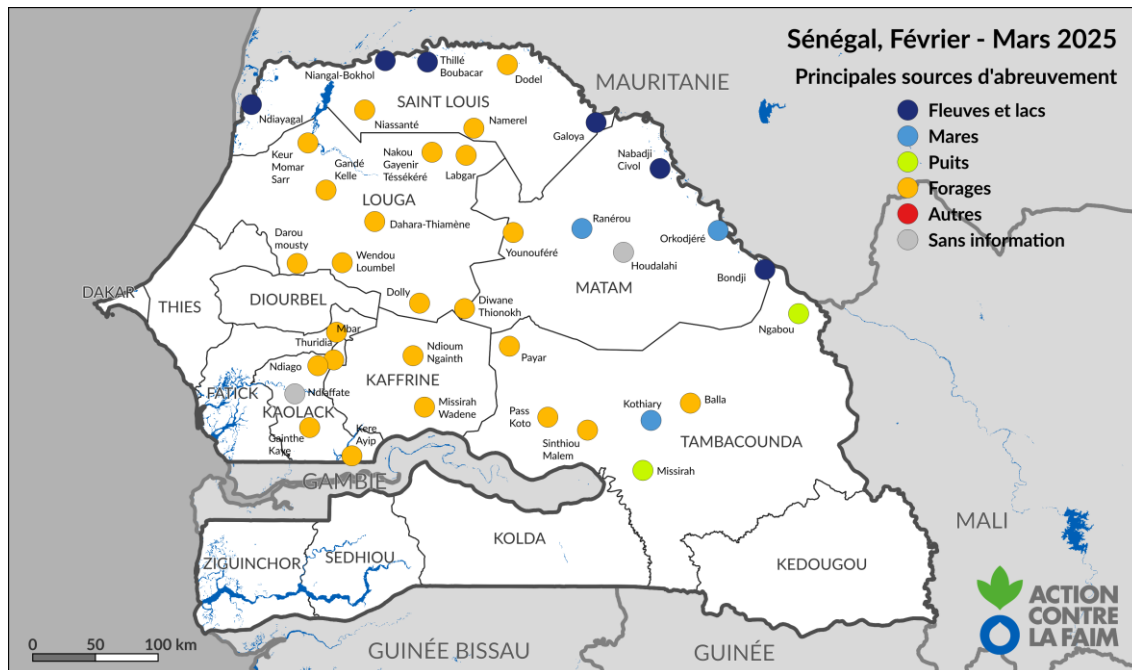 Sénégal, Février - Mars 2025
Principales sources d'abreuvement
Fleuves et lacs
Mares
Puits
Forages
Autres
Sans information
MAURITANIE
Niangal-Bokhol
Thillé
Boubacar
Dodel
SAINT LOUIS
Ndiayagal
Niassanté
Namerel
Galoya
Keur
Momar
Sarr
Gandé
Kelle
Nakou
Gayenir
Téssékéré
Labgar
Nabadji
Civol
LOUGA
Dahara-Thiamène
Ranérou
Orkodjéré
Younouféré
Houdalahi
Darou
mousty
Wendou
Loumbel
Bondji
MATAM
DAKAR
THIES
DIOURBEL
Dolly
Diwane
Thionokh
Ngabou
Mbar
Thuridia
Ndiago
Ndioum
Ngainth
Payar
KAFFRINE
FATICK
Ndiaffate
KAOLACK
Missirah
Wadene
Pass
Koto
Kothiary
Balla
Gainthe
Kaye
Kere
Ayip
Sinthiou
Malem
TAMBACOUNDA
Missirah
GAMBIE
MALI
ZIGUINCHOR
SEDHIOU
KOLDA
KEDOUGOU
GUINÉE BISSAU
GUINÉE
0 50 100 km
ACTION
CONTRE
LA FAIM